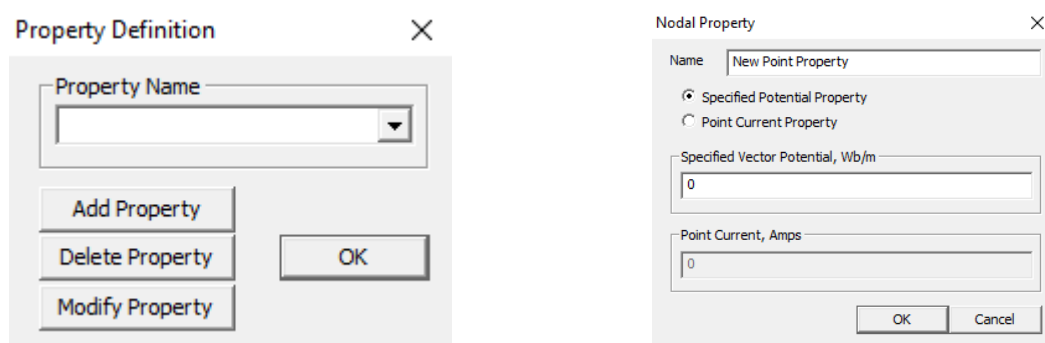 Property Definition
Property Name
Add Property
Delete Property
OK
Modify Property
Nodal Property
Name New Point Property
Specified Potential Property
Point Current Property
Specified Vector Potential, Wb/m
0
Point Current, Amps
0
OK Cancel